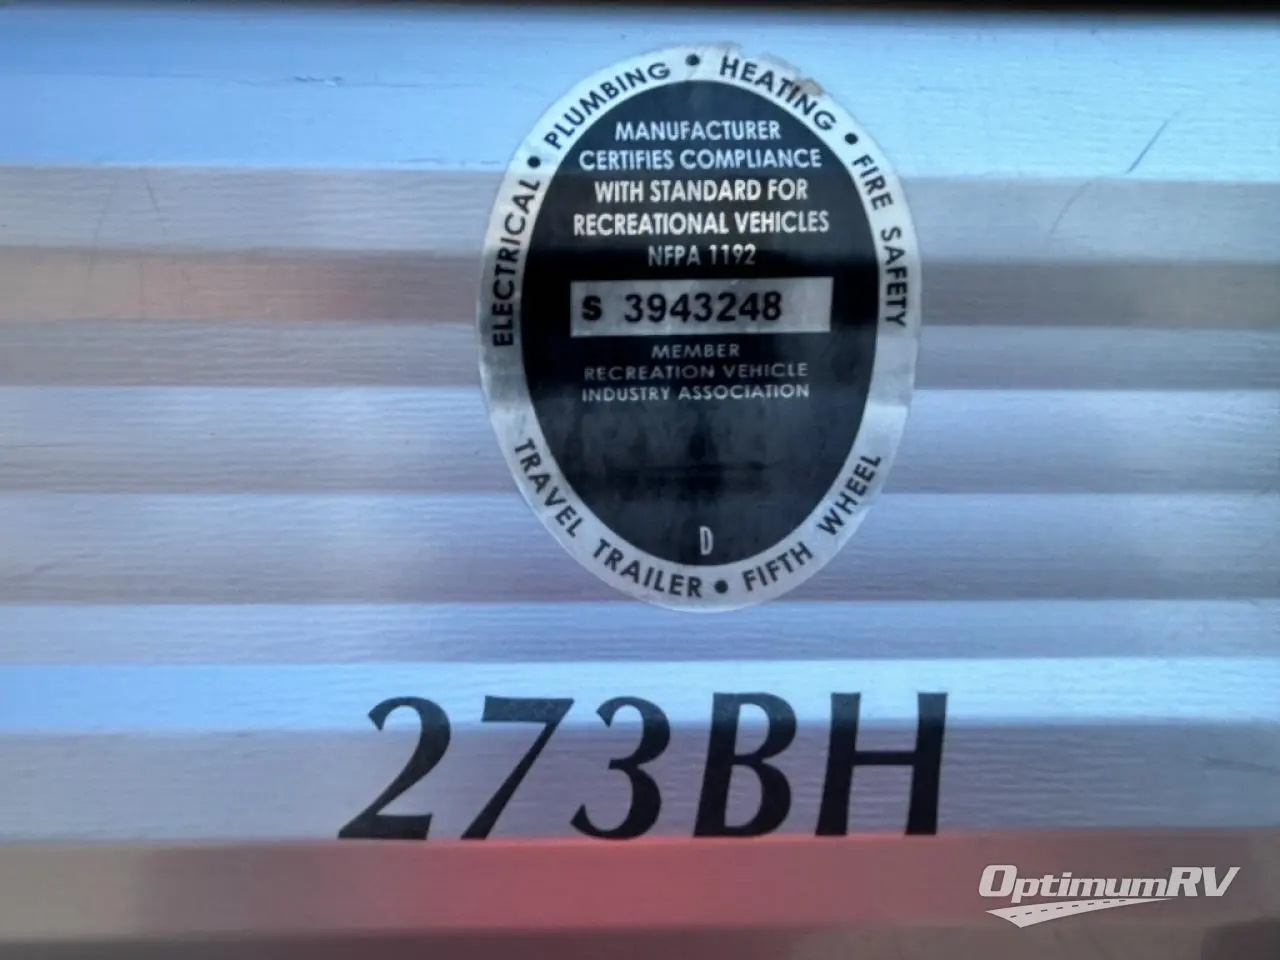 ELECTRICAL • PLUMBING • HEATING • FIRE SAFETY
MANUFACTURER
CERTIFIES COMPLIANCE
WITH STANDARD FOR
RECREATIONAL VEHICLES
NFPA 1192
S 3943248
MEMBER
RECREATION VEHICLE
INDUSTRY ASSOCIATION
D
TRAVEL TRAILER • FIFTH WHEEL
273BH
OptimumRV